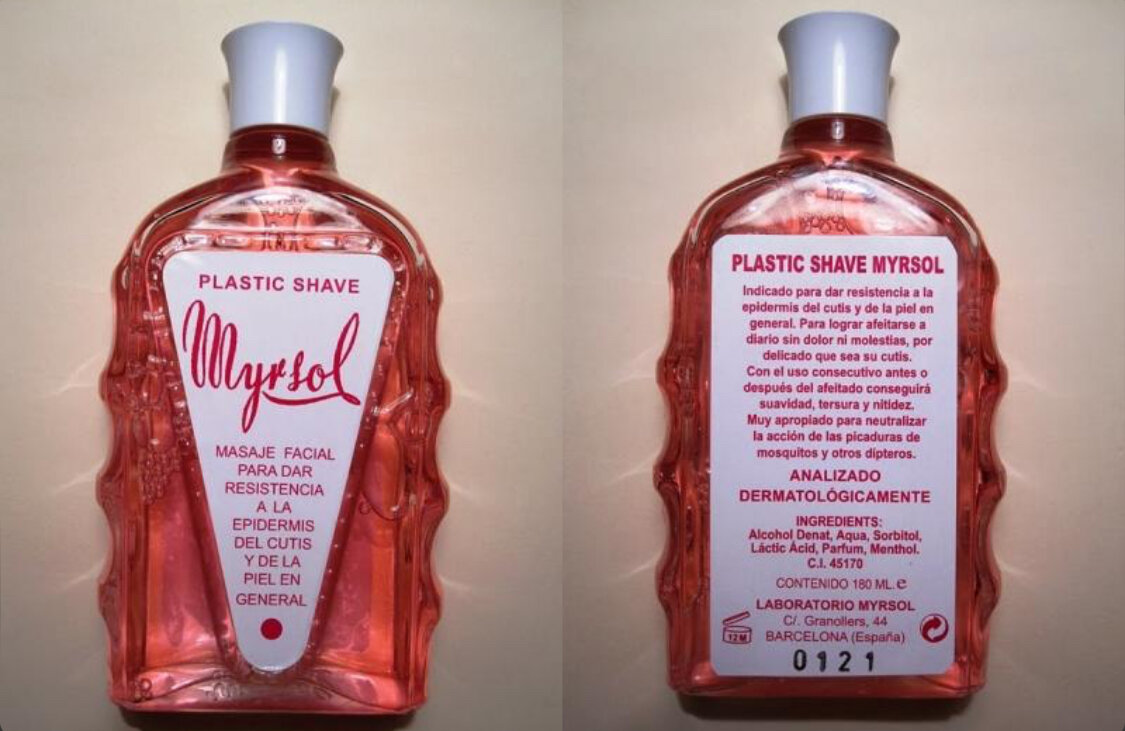 PLASTIC SHAVE
Myrsol
MASAJE FACIAL
PARA DAR
RESISTENCIA
A LA
EPIDERMIS
DEL CUTIS
Y DE LA
PIEL EN
GENERAL
PLASTIC SHAVE MYRSOL
Indicado para dar resistencia a la
epidermis del cutis y de la piel en
general. Para lograr afeitarse a
diario sin dolor ni molestias, por
delicado que sea su cutis.
Con el uso consecutivo antes o
después del afeitado conseguirá
suavidad, tersura y nitidez.
Muy apropiado para neutralizar
la acción de las picaduras de
mosquitos y otros dípteros.
ANALIZADO
DERMATOLÓGICAMENTE
INGREDIENTS:
Alcohol Denat, Aqua, Sorbitol,
Láctic Ácid, Parfum, Menthol.
C.I. 45170
CONTENIDO 180 ML. e
LABORATORIO MYRSOL
C/. Granollers, 44
12 M BARCELONA (España)
0121